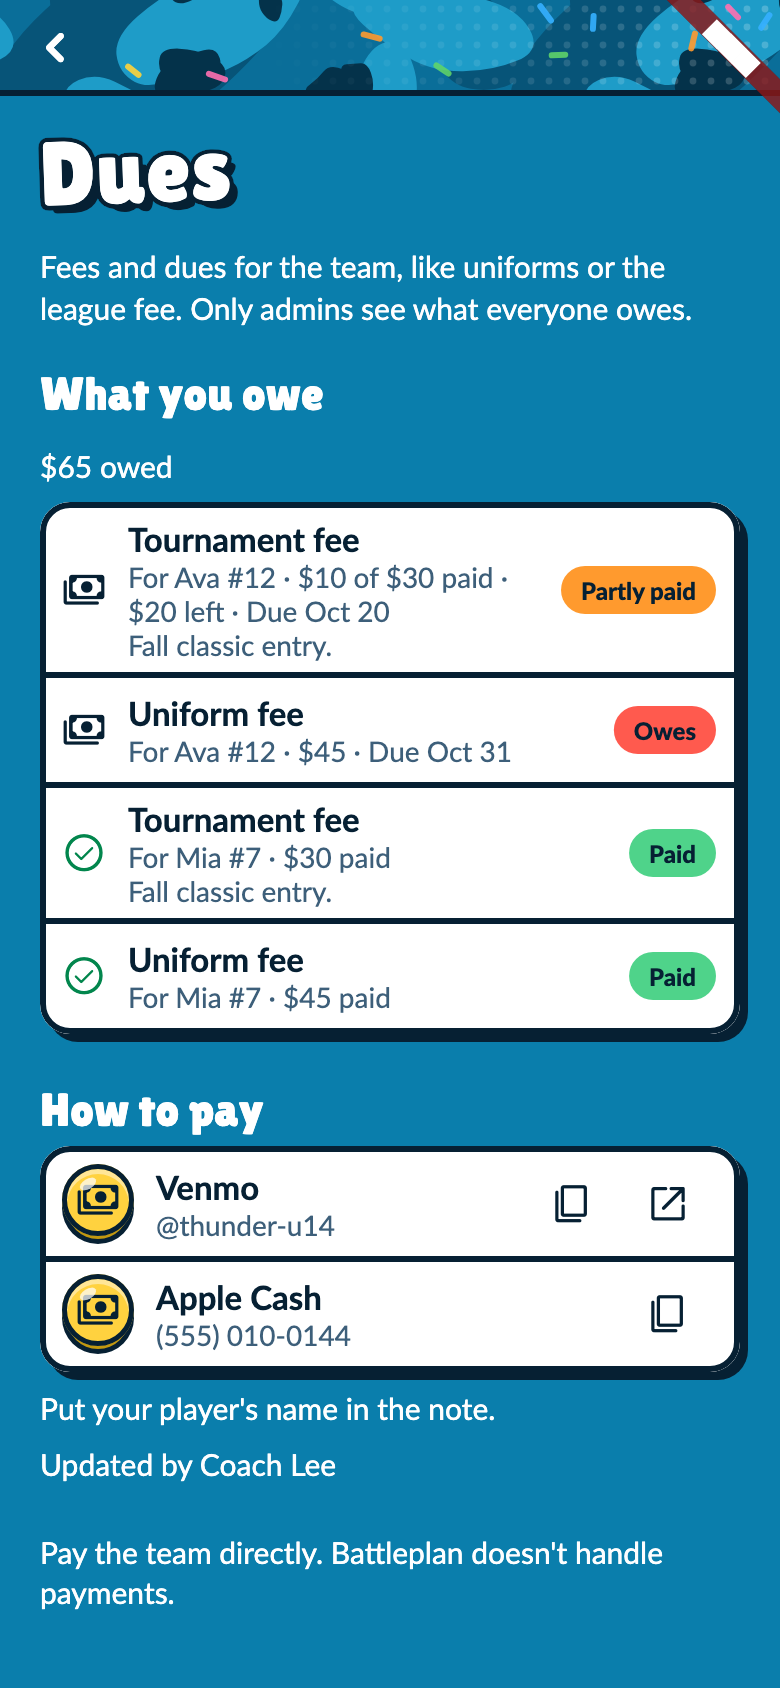 Dues
Fees and dues for the team, like uniforms or the
league fee. Only admins see what everyone owes.
What you owe
$65 owed
Tournament fee
For Ava #12 · $10 of $30 paid ·
$20 left · Due Oct 20
Fall classic entry.
Partly paid
Uniform fee
For Ava #12 · $45 · Due Oct 31
Owes
Tournament fee
For Mia #7 · $30 paid
Fall classic entry.
Paid
Uniform fee
For Mia #7 · $45 paid
Paid
How to pay
Venmo
@thunder-u14
Apple Cash
(555) 010-0144
Put your player's name in the note.
Updated by Coach Lee
Pay the team directly. Battleplan doesn't handle
payments.